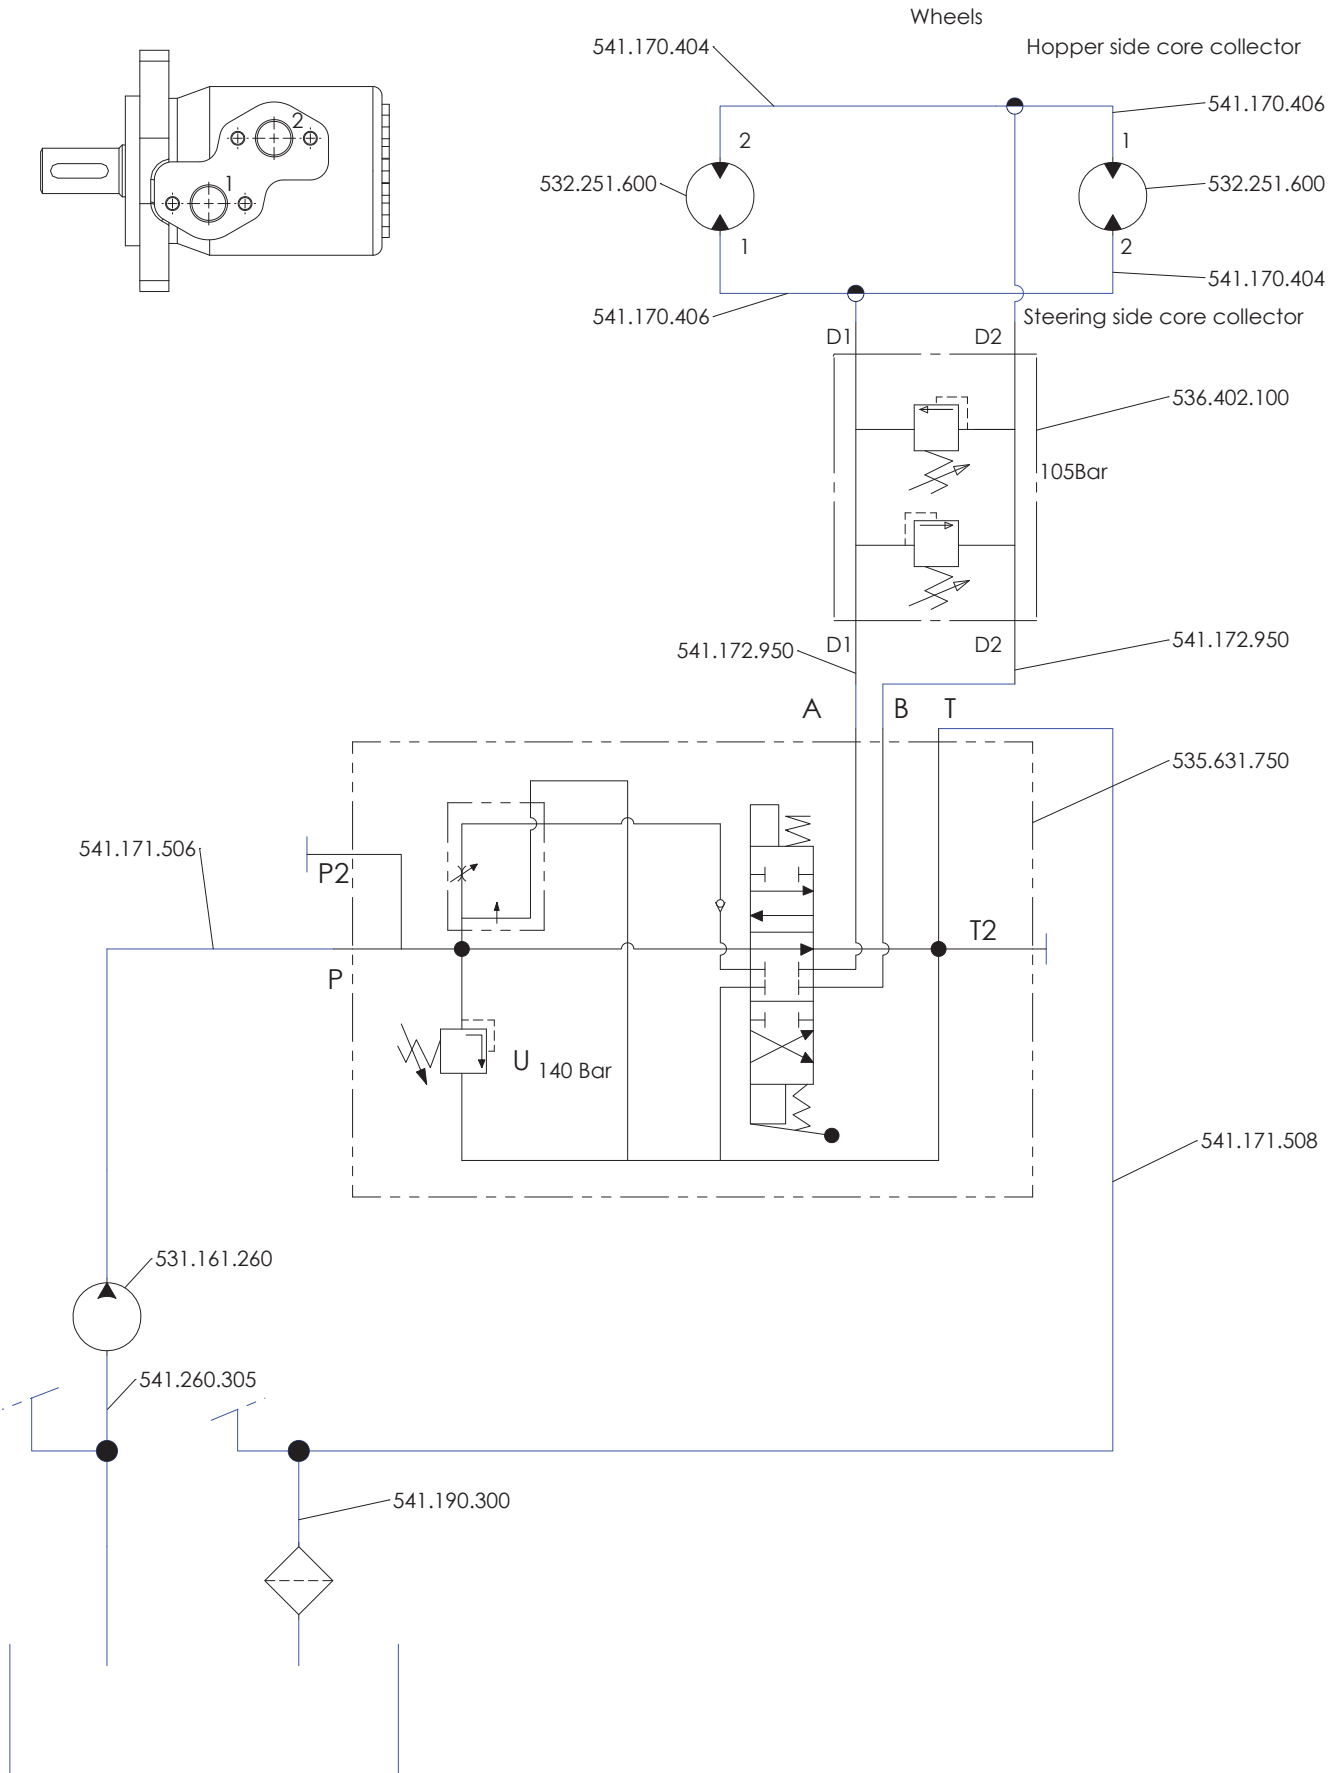 Wheels
541.170.404
Hopper side core collector
541.170.406
2
2
1
532.251.600
532.251.600
1
1
2
541.170.404
541.170.406
Steering side core collector
D1
D2
536.402.100
105Bar
541.172.950
D1
D2
541.172.950
A
B
T
535.631.750
541.171.506
P2
T2
P
U
140 Bar
541.171.508
531.161.260
541.260.305
541.190.300